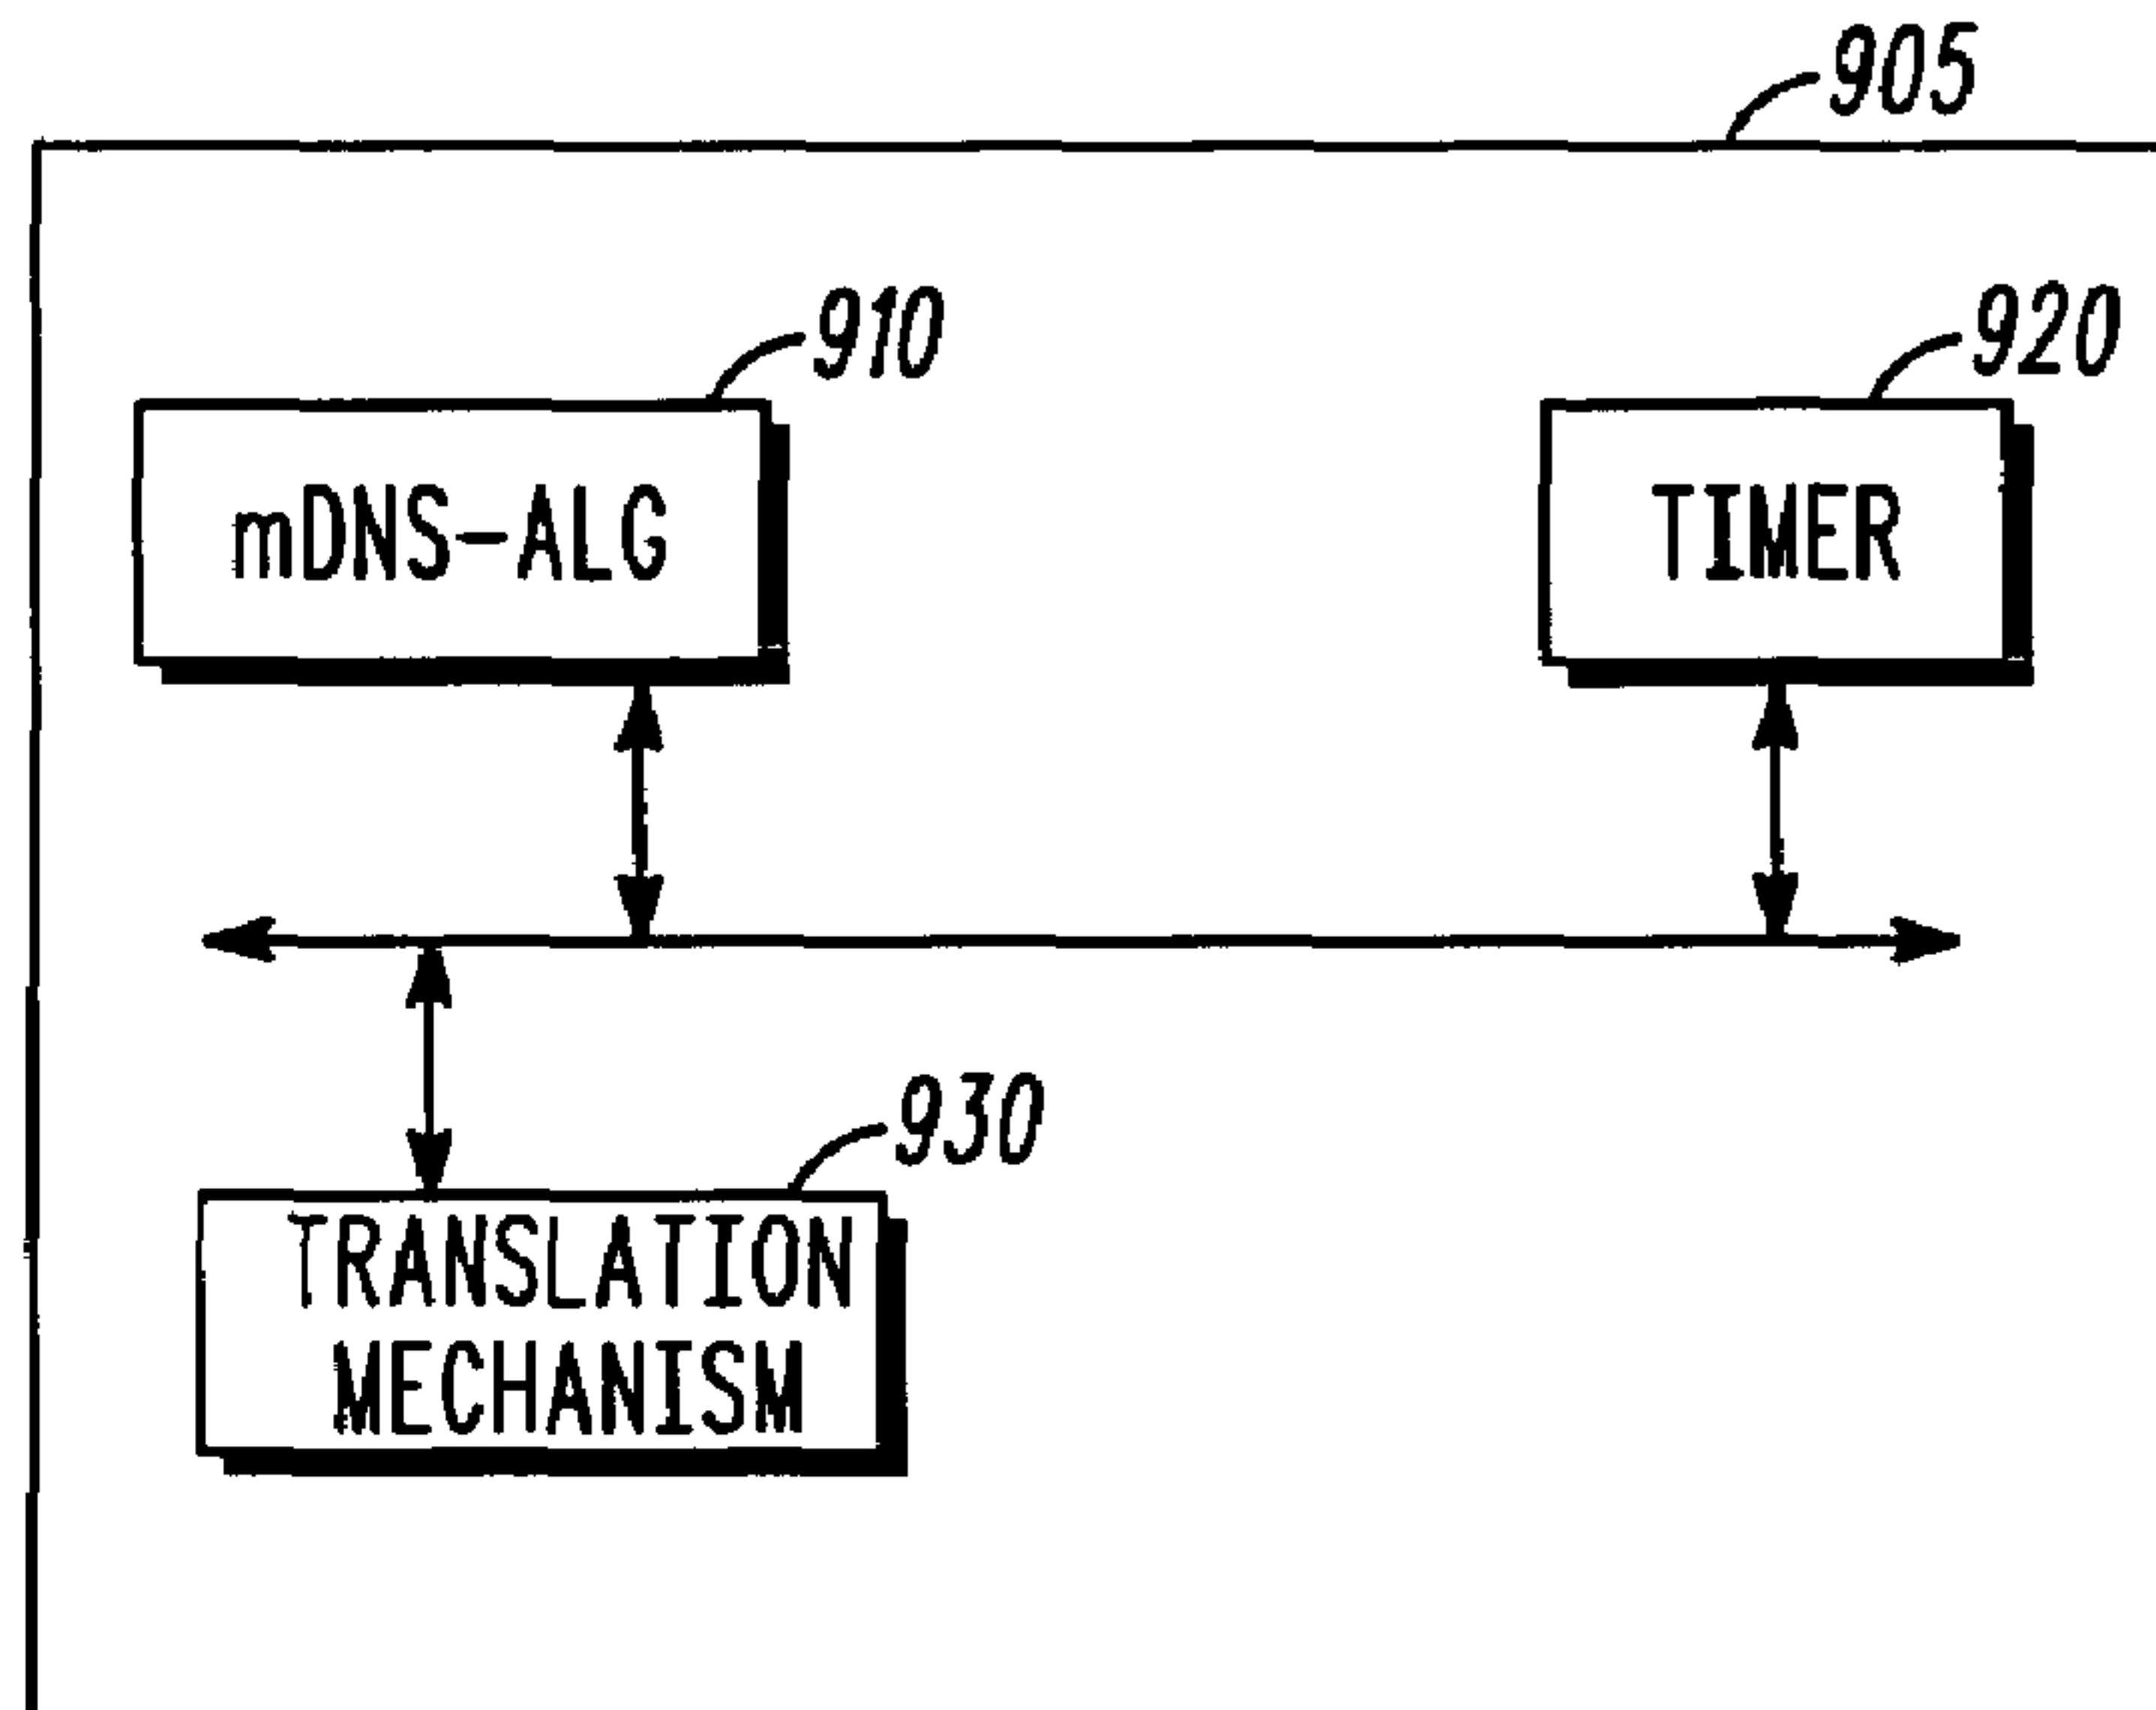 905
910
920
mDNS-ALG
TIMER
930
TRANSLATION
MECHANISM